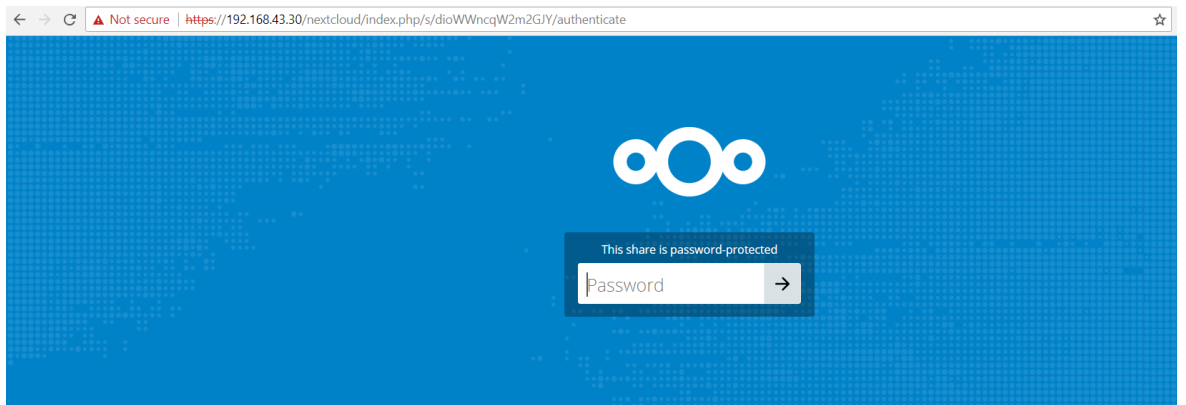 Not secure | https://192.168.43.30/nextcloud/index.php/s/dioWWncqW2m2GJY/authenticate
This share is password-protected
Password